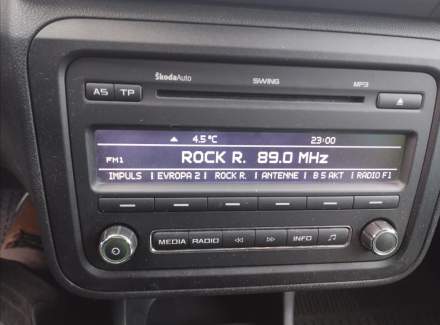 ŠkodaAuto SWING MP3
AS TP
4.5 °C 23:00
FM1 ROCK R. 89.0 MHz
IMPULS | EVROPA 2 | ROCK R. | ANTENNE | B 5 AKT | RADIO F1
MEDIA RADIO INFO